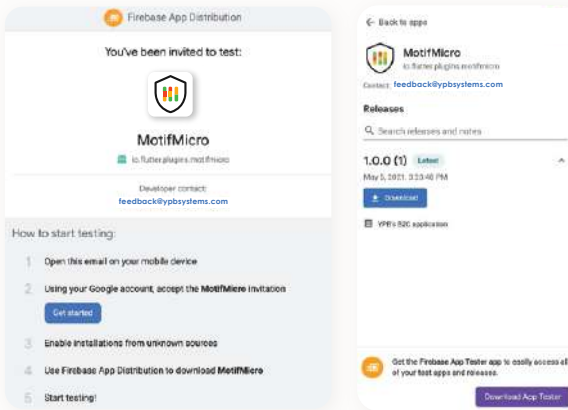 Firebase App Distribution
You've been invited to test:
MotifMicro
io.flutter.plugins.motifmicro
Developer contact:
feedback@ypbsystems.com
How to start testing:
1 Open this email on your mobile device
2 Using your Google account, accept the MotifMicro invitation
Get started
3 Enable installations from unknown sources
4 Use Firebase App Distribution to download MotifMicro
5 Start testing!
← Back to apps
MotifMicro
io.flutter.plugins.motifmicro
Contact: feedback@ypbsystems.com
Releases
Search releases and notes
1.0.0 (1) Latest
May 5, 2021, 3:23:40 PM
Download
YPB's B2C application
Get the Firebase App Tester app to easily access all
of your test apps and releases.
Download App Tester